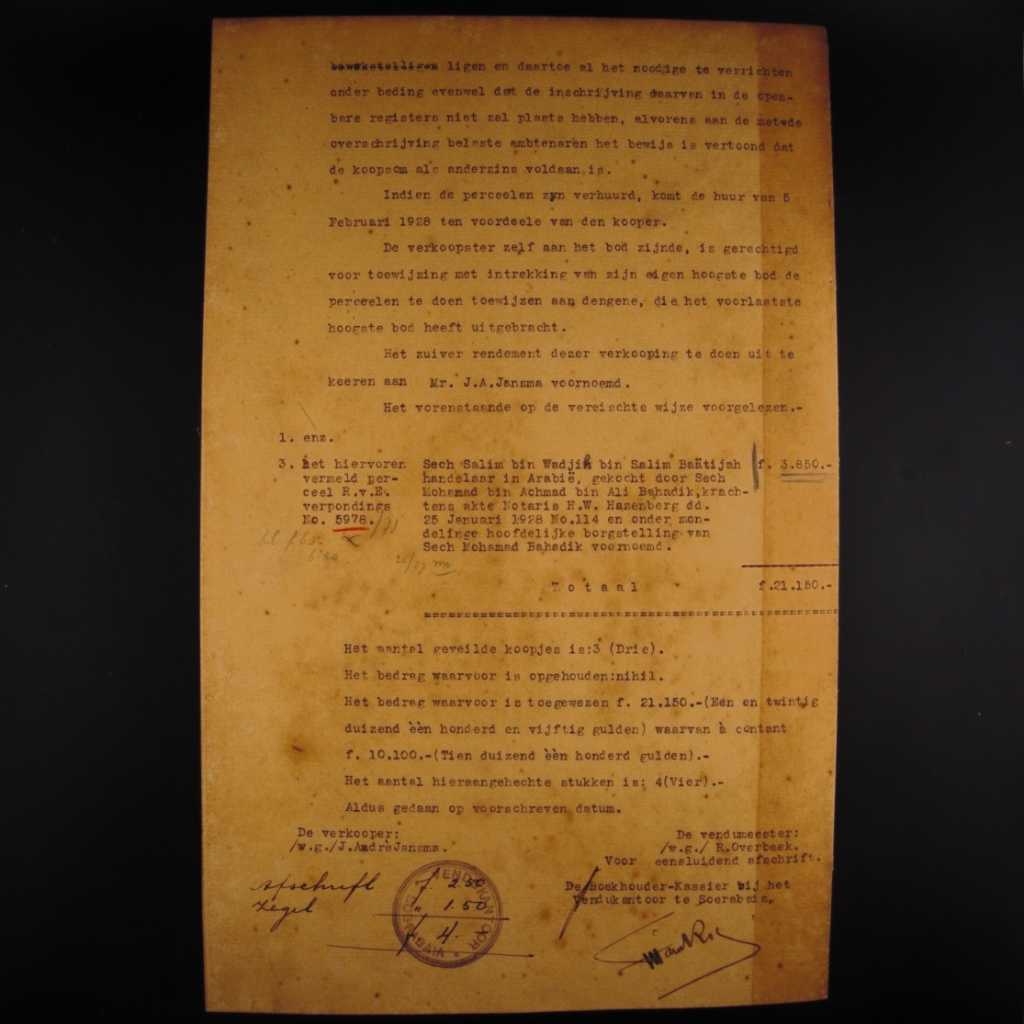 bewekstelligen ligen en daartoe al het noodige te verrichten
onder beding evenwel dat de inschrijving daarvan in de open-
bare registers niet zal plaats hebben, alvorens aan de met de
overschrijving belaste ambtenaren het bewijs is vertoond dat
de koopsom als anderzins voldaan is.
Indien de perceelen zyn verhuurd, komt de huur van 5
Februari 1928 ten voordeele van den kooper.
De verkoopster zelf aan het bod zijnde, is gerechtigd
voor toewijzing met intrekking van zijn eigen hoogste bod de
perceelen te doen toewijzen aan dengene, die het voorlaatste
hoogste bod heeft uitgebracht.
Het zuiver rendement dezer verkooping te doen uit te
keeren aan Mr. J.A.Jansma voornoemd.
Het vorenstaande op de vereischte wijze voorgelezen.-
1. enz.
3. het hiervoren
vermeld per-
ceel R.v.E.
verpondings
No. 5978.
Sech Salim bin Wadjih bin Salim Baätijah
handelaar in Arabië, gekocht door Sech
Mohamad bin Achmad bin Ali Bahadik,krach-
tens akte Notaris H.W. Hazenberg dd.
25 Januari 1928 No.114 en onder mon-
delinge hoofdelijke borgstelling van
Sech Mohamad Bahadik voornoemd.
f. 3.850.-
Totaal f.21.150.-
Het aantal geveilde koopjes is:3 (Drie).
Het bedrag waarvoor is opgehouden:nihil.
Het bedrag waarvoor is toegewezen f. 21.150.-(Een en twintig
duizend èèn honderd en vijftig gulden) waarvan à contant
f. 10.100.-(Tien duizend èèn honderd gulden).-
Het aantal hieraangehechte stukken is: 4(Vier).-
Aldus gedaan op voorschreven datum.
De verkooper:
/w.g./J.AndrèJansma.
De vendumeester:
/w.g./ R.Overbeek.
Voor eensluidend afschrift.
De Boekhouder-Kassier bij het
Vendukantoor te Soerabaia,
Afschrift f 2.50
Zegel " 1.50
f 4.
VENDUKANTOOR